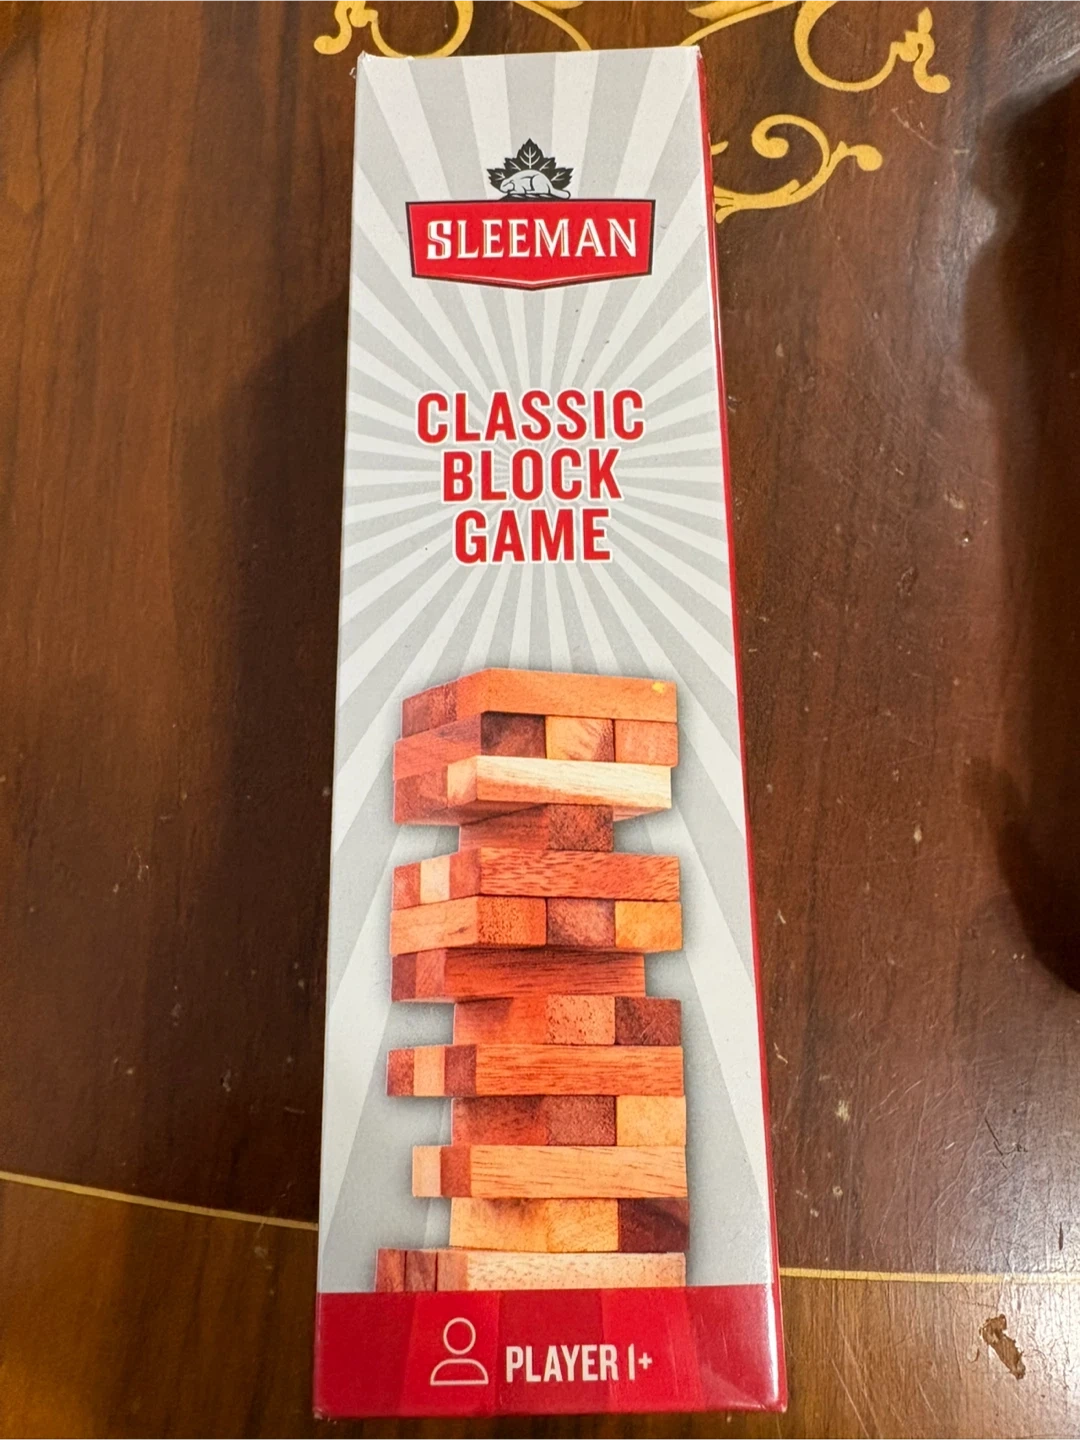 SLEEMAN
CLASSIC
BLOCK
GAME
PLAYER 1+